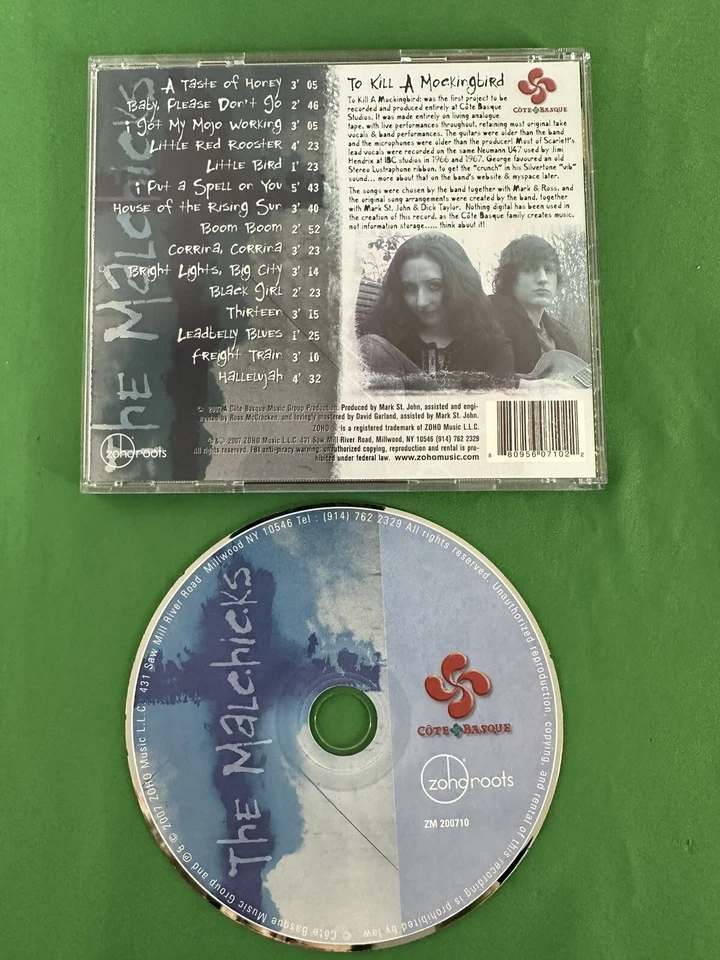 The Malchicks
A Taste of Honey 3' 05
Baby, Please Don't Go 2' 46
i got My Mojo Working 3' 05
Little Red Rooster 4' 23
Little Bird 1' 23
i Put a Spell on You 5' 43
House of the Rising Sun 3' 40
Boom Boom 2' 52
Corrina, Corrina 3' 23
Bright Lights, Big City 3' 14
Black Girl 2' 23
Thirteen 3' 15
Leadbelly Blues 1' 25
Freight Train 3' 10
Hallelujah 4' 32
zoho roots
To Kill A Mockingbird
CÔTE BASQUE
To Kill A Mockingbird: was the first project to be
recorded and produced entirely at Côte Basque
Studios. It was made entirely on living analogue
tape, with live performances throughout, retaining most original take
vocals & band performances. The guitars were older than the band
and the microphones were older than the producer! Most of Scarlett's
lead vocals were recorded on the same Neumann U47 used by Jimi
Hendrix at IBC studios in 1966 and 1967. George favoured an old
Stereo Lustraphone ribbon, to get the "crunch" in his Silvertone "vib"
sound... more about that on the band's website & myspace later.
The songs were chosen by the band together with Mark & Ross, and
the original song arrangements were created by the band, together
with Mark St. John & Dick Taylor. Nothing digital has been used in
the creation of this record, as the Côte Basque family creates music,
not information storage..... think about it!
© 2007 A Côte Basque Music Group Production. Produced by Mark St. John, assisted and engi-
neered by Ross McCracken, and lovingly mastered by David Garland, assisted by Mark St. John.
ZOHO ® is a registered trademark of ZOHO Music L.L.C.
℗ & © 2007 ZOHO Music L.L.C. 431 Saw Mill River Road, Millwood, NY 10546 (914) 762 2329
All rights reserved. FBI anti-piracy warning: unauthorized copying, reproduction and rental is pro-
hibited under federal law. www.zohomusic.com
8 80956 07102 2
© Côte Basque Music Group and ℗ & © 2007 ZOHO Music L.L.C. 431 Saw Mill River Road Millwood NY 10546 Tel : (914) 762 2329 All rights reserved. Unauthorized reproduction, copying, and rental of this recording is prohibited by law
The Malchicks
CÔTE BASQUE
zoho® roots
ZM 200710